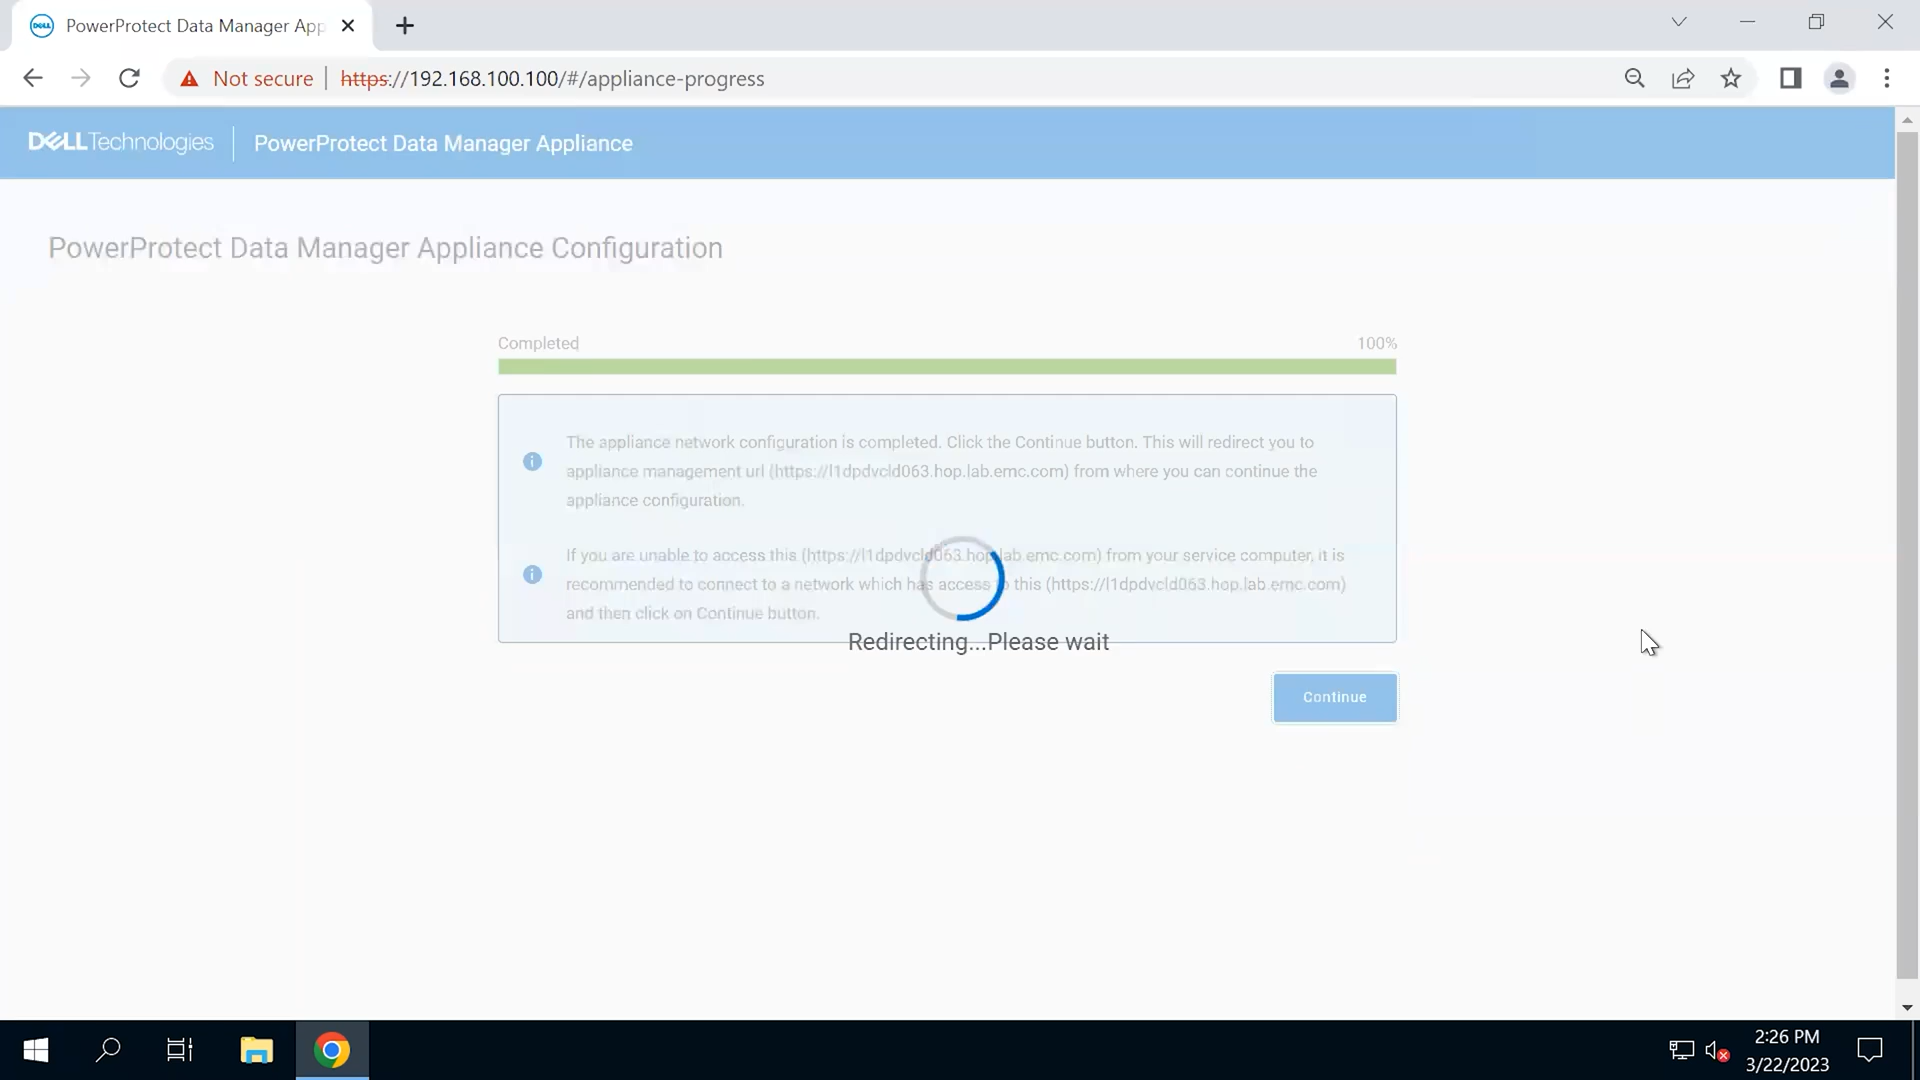 PowerProtect Data Manager App
Not secure
https://192.168.100.100/#/appliance-progress
DELLTechnologies
PowerProtect Data Manager Appliance
PowerProtect Data Manager Appliance Configuration
Completed 100%
The appliance network configuration is completed. Click the Continue button. This will redirect you to
appliance management url (https://l1dpdvcld063.hop.lab.emc.com) from where you can continue the
appliance configuration.
If you are unable to access this (https://l1dpdvcld063.hop.lab.emc.com) from your service computer, it is
recommended to connect to a network which has access to this (https://l1dpdvcld063.hop.lab.emc.com)
and then click on Continue button.
Redirecting...Please wait
Continue
2:26 PM
3/22/2023